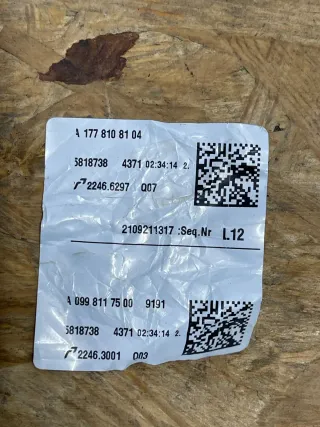 A 177 810 81 04
5818738 4371 02:34:14 2.
2246.6297 Q07
2109211317 :Seq.Nr L12
A 099 811 75 00 9191
5818738 4371 02:34:14 2.
2246.3001 Q03